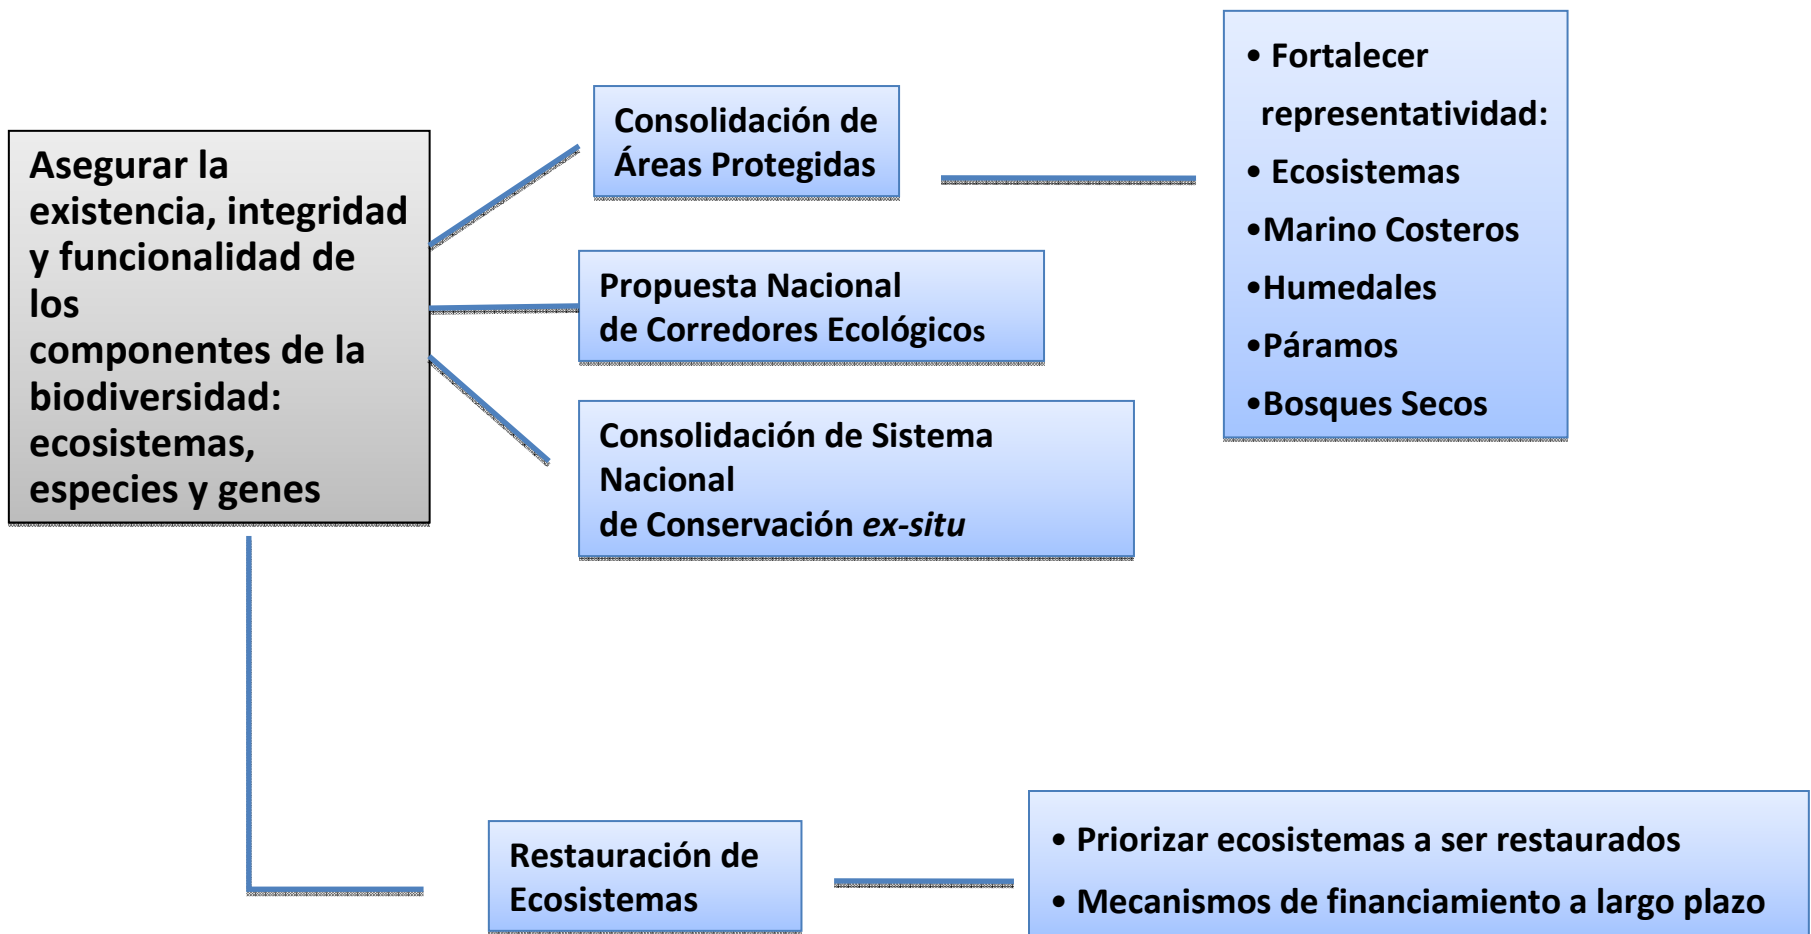 Asegurar la
existencia, integridad
y funcionalidad de
los
componentes de la
biodiversidad:
ecosistemas,
especies y genes
Consolidación de
Áreas Protegidas
• Fortalecer
representatividad:
• Ecosistemas
•Marino Costeros
•Humedales
•Páramos
•Bosques Secos
Propuesta Nacional
de Corredores Ecológicos
Consolidación de Sistema
Nacional
de Conservación ex-situ
Restauración de
Ecosistemas
• Priorizar ecosistemas a ser restaurados
• Mecanismos de financiamiento a largo plazo